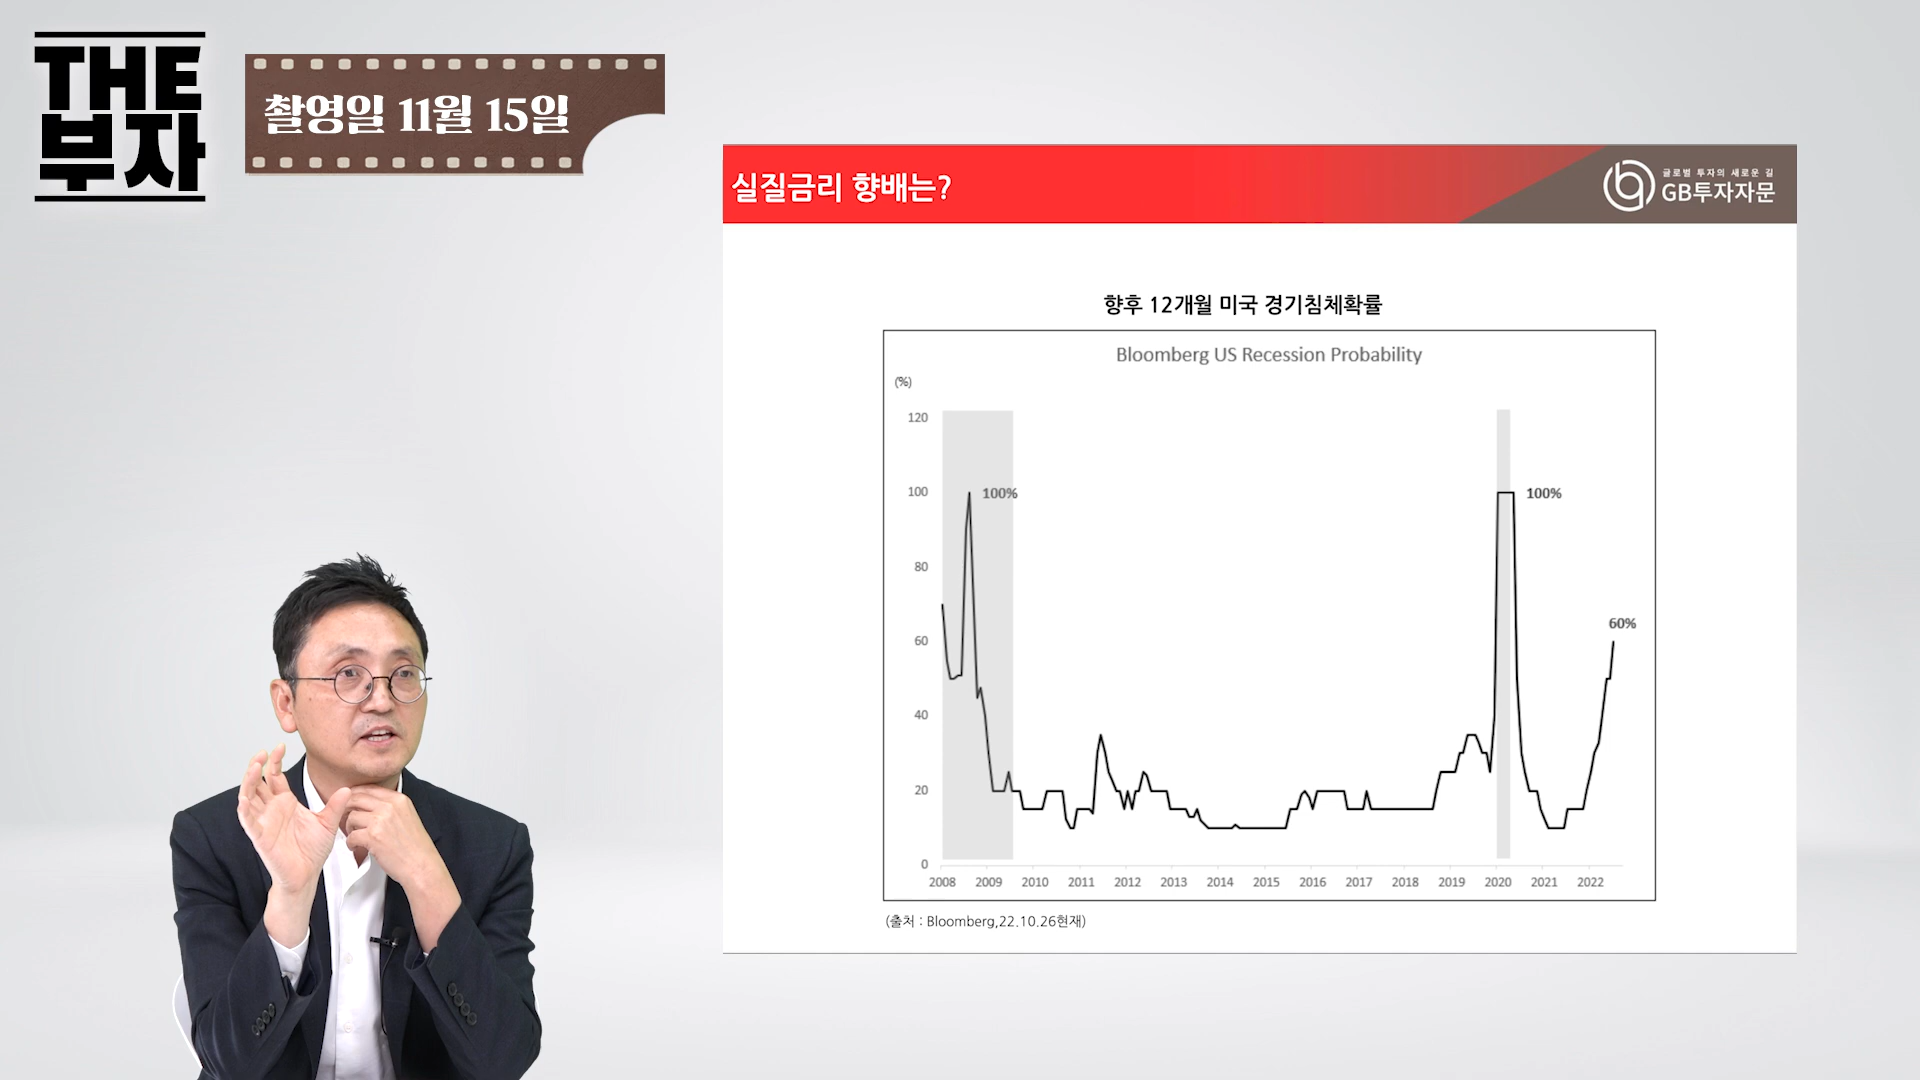 THE
부자
촬영일 11월 15일
실질금리 향배는?
글로벌 투자의 새로운 길
GB투자자문
향후 12개월 미국 경기침체확률
Bloomberg US Recession Probability
(%)
120
100
80
60
40
20
0
100%
100%
60%
2008 2009 2010 2011 2012 2013 2014 2015 2016 2017 2018 2019 2020 2021 2022
(출처 : Bloomberg,22.10.26현재)